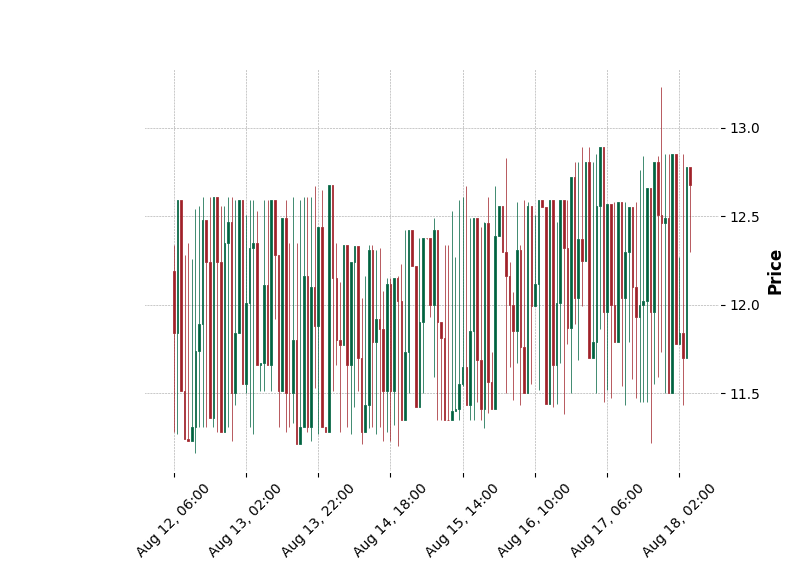 13.0
12.5
12.0
11.5
Price
Aug 12, 06:00
Aug 13, 02:00
Aug 13, 22:00
Aug 14, 18:00
Aug 15, 14:00
Aug 16, 10:00
Aug 17, 06:00
Aug 18, 02:00